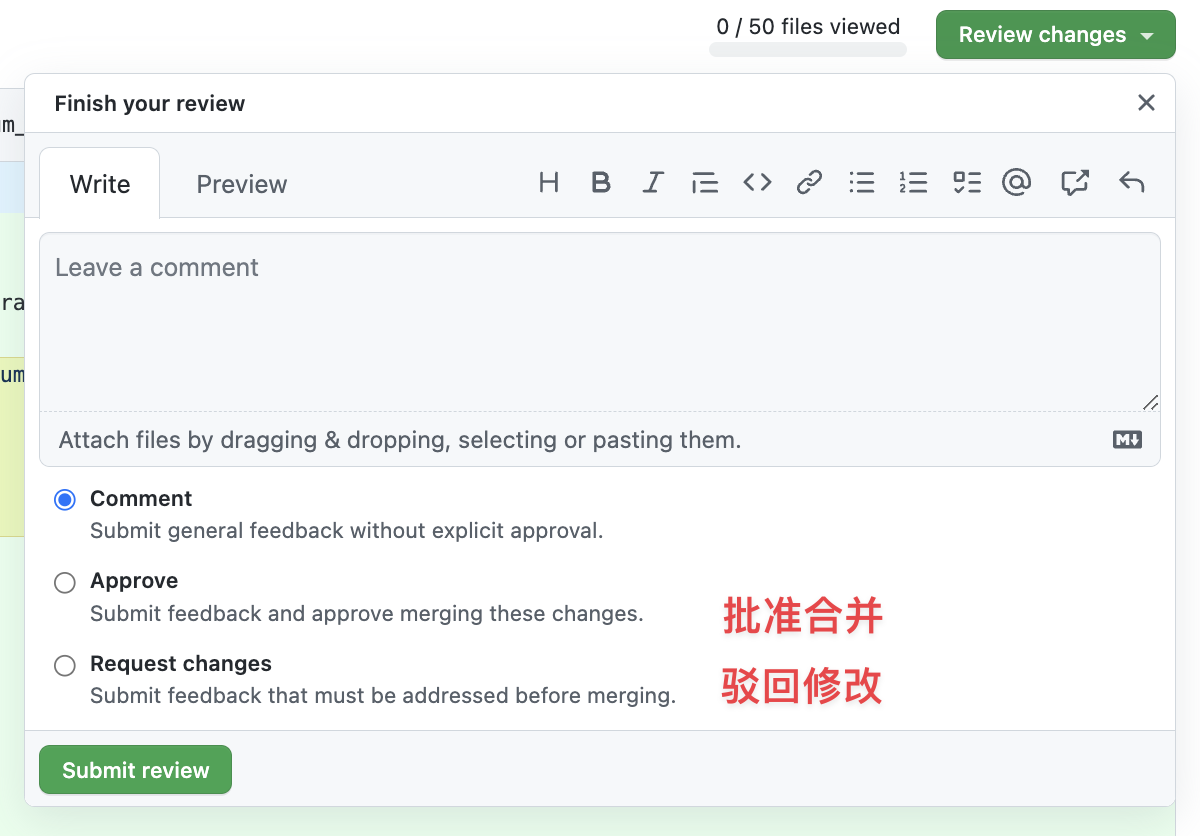 0 / 50 files viewed
Review changes
Finish your review
um_
Write
Preview
Leave a comment
ra
um
Attach files by dragging & dropping, selecting or pasting them.
Comment
Submit general feedback without explicit approval.
Approve
Submit feedback and approve merging these changes.
批准合并
Request changes
Submit feedback that must be addressed before merging.
驳回修改
Submit review